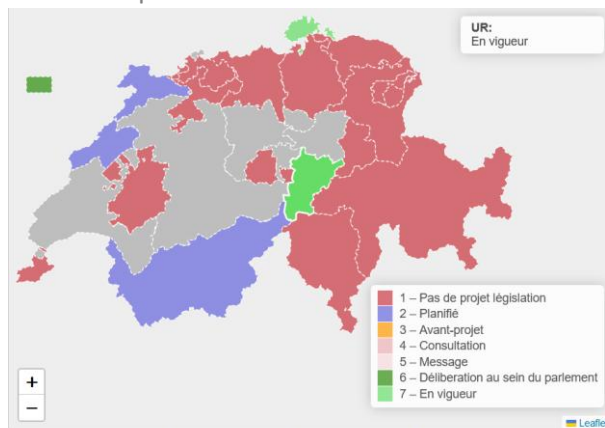 UR:
En vigueur
1 – Pas de projet législation
2 – Planifié
3 – Avant-projet
4 – Consultation
5 – Message
6 – Déliberation au sein du parlement
7 – En vigueur
+
−
Leafle